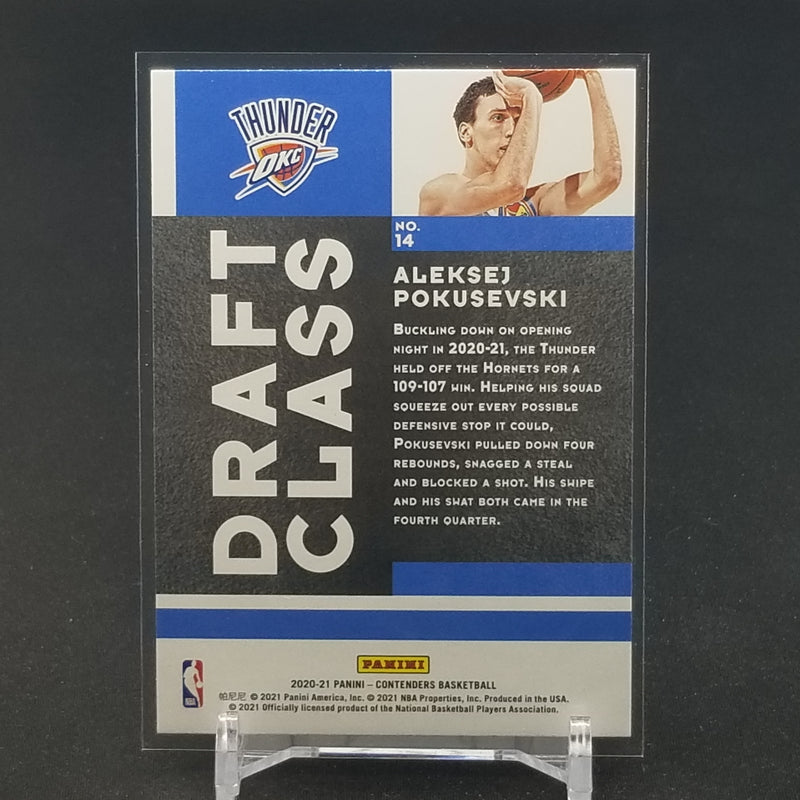 THUNDER
OKC
NO.
14
DRAFT
CLASS
ALEKSEJ
POKUSEVSKI
BUCKLING DOWN ON OPENING
NIGHT IN 2020-21, THE THUNDER
HELD OFF THE HORNETS FOR A
109-107 WIN. HELPING HIS SQUAD
SQUEEZE OUT EVERY POSSIBLE
DEFENSIVE STOP IT COULD,
POKUSEVSKI PULLED DOWN FOUR
REBOUNDS, SNAGGED A STEAL
AND BLOCKED A SHOT. HIS SWIPE
AND HIS SWAT BOTH CAME IN THE
FOURTH QUARTER.
PANINI
NBA
2020-21 PANINI – CONTENDERS BASKETBALL
帕尼尼 © 2021 Panini America, Inc. © 2021 NBA Properties, Inc. Produced in the USA.
© 2021 Officially licensed product of the National Basketball Players Association.